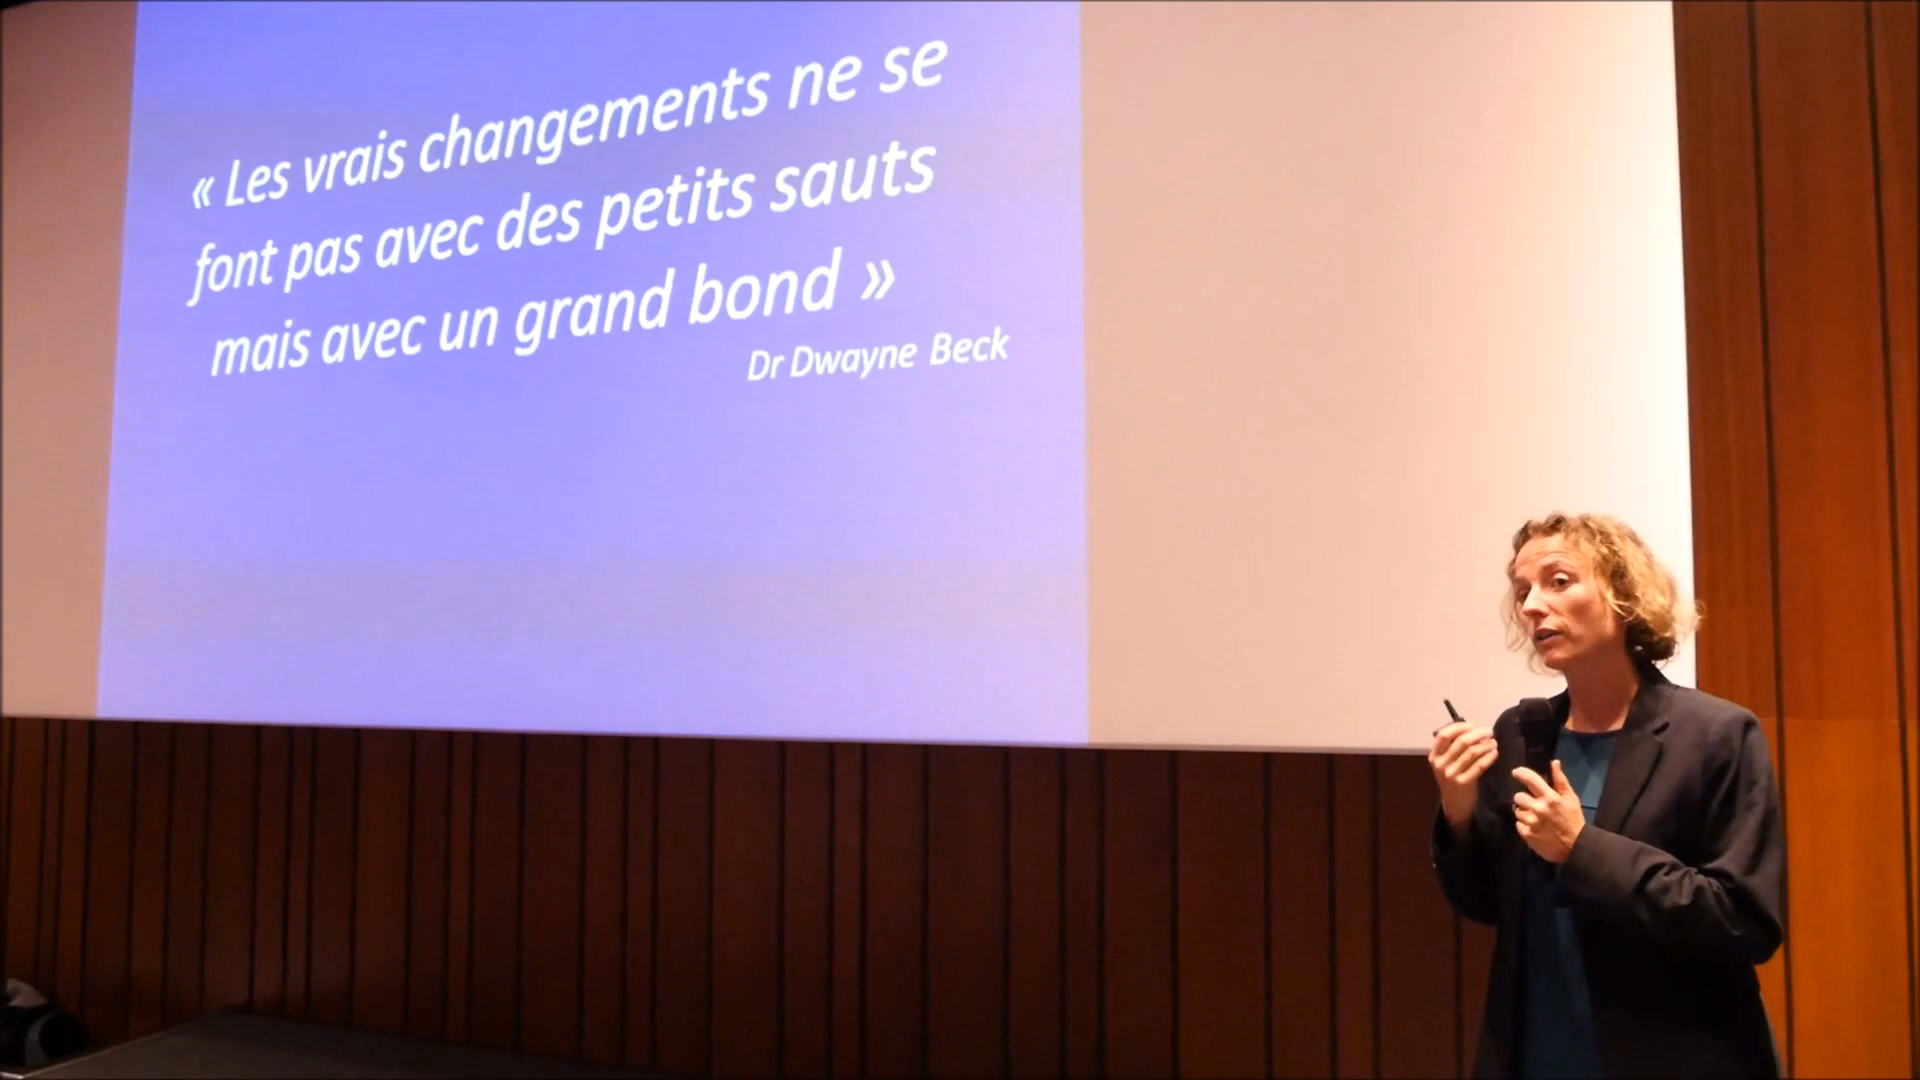 « Les vrais changements ne se
font pas avec des petits sauts
mais avec un grand bond »
Dr Dwayne Beck